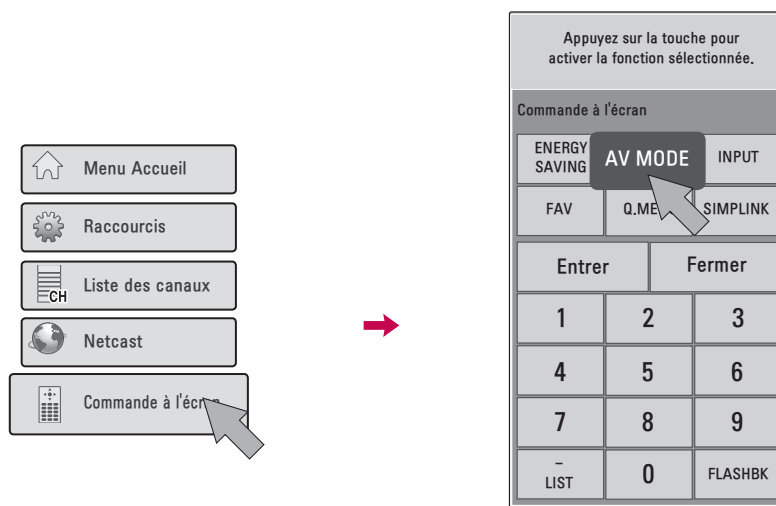 Menu Accueil
Raccourcis
CH
Liste des canaux
Netcast
Commande à l'écran
Appuyez sur la touche pour
activer la fonction sélectionnée.
Commande à l'écran
ENERGY
SAVING
AV MODE
INPUT
FAV
Q.ME
SIMPLINK
Entrer
Fermer
1
2
3
4
5
6
7
8
9
–
LIST
0
FLASHBK